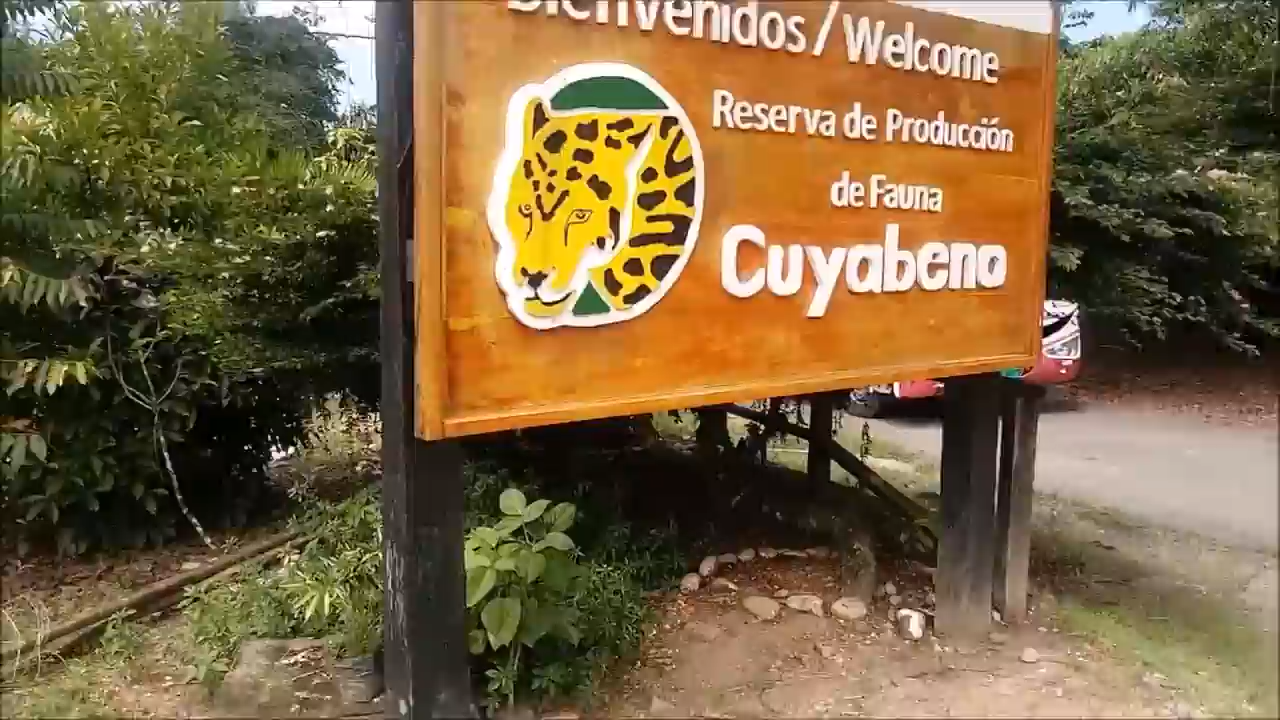 Bienvenidos / Welcome
Reserva de Producción
de Fauna
Cuyabeno